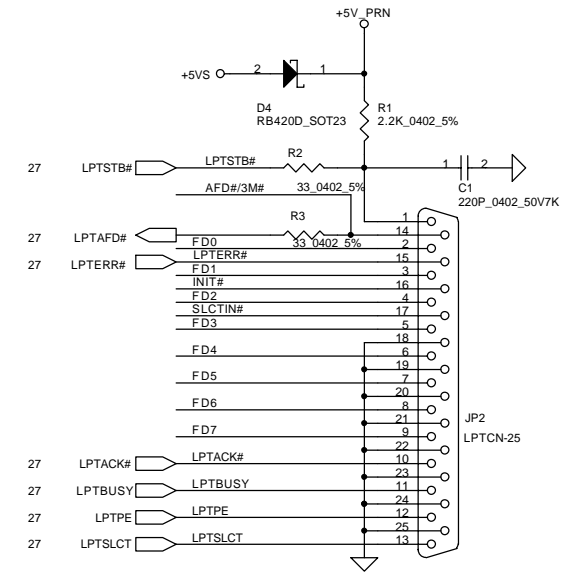 +5V_PRN
+5VS 2 1
D4
RB420D_SOT23
R1
2.2K_0402_5%
27 LPTSTB# LPTSTB# R2
33_0402_5%
1 2
C1
220P_0402_50V7K
AFD#/3M#
1
27 LPTAFD# R3
33_0402_5%
14
FD0 2
27 LPTERR# LPTERR# 15
FD1 3
INIT# 16
FD2 4
SLCTIN# 17
FD3 5
18
FD4 6
19
FD5 7
20
FD6 8
21
JP2
LPTCN-25
FD7 9
22
27 LPTACK# LPTACK# 10
23
27 LPTBUSY LPTBUSY 11
24
27 LPTPE LPTPE 12
25
27 LPTSLCT LPTSLCT 13